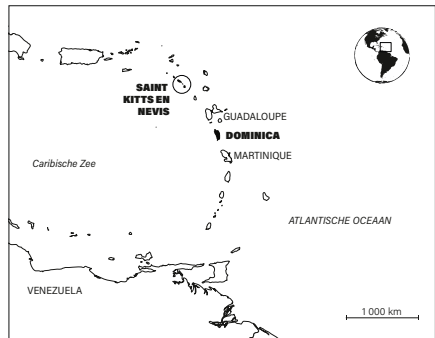 SAINT
KITTS EN
NEVIS
GUADALOUPE
DOMINICA
MARTINIQUE
Caribische Zee
ATLANTISCHE OCEAAN
VENEZUELA
1 000 km